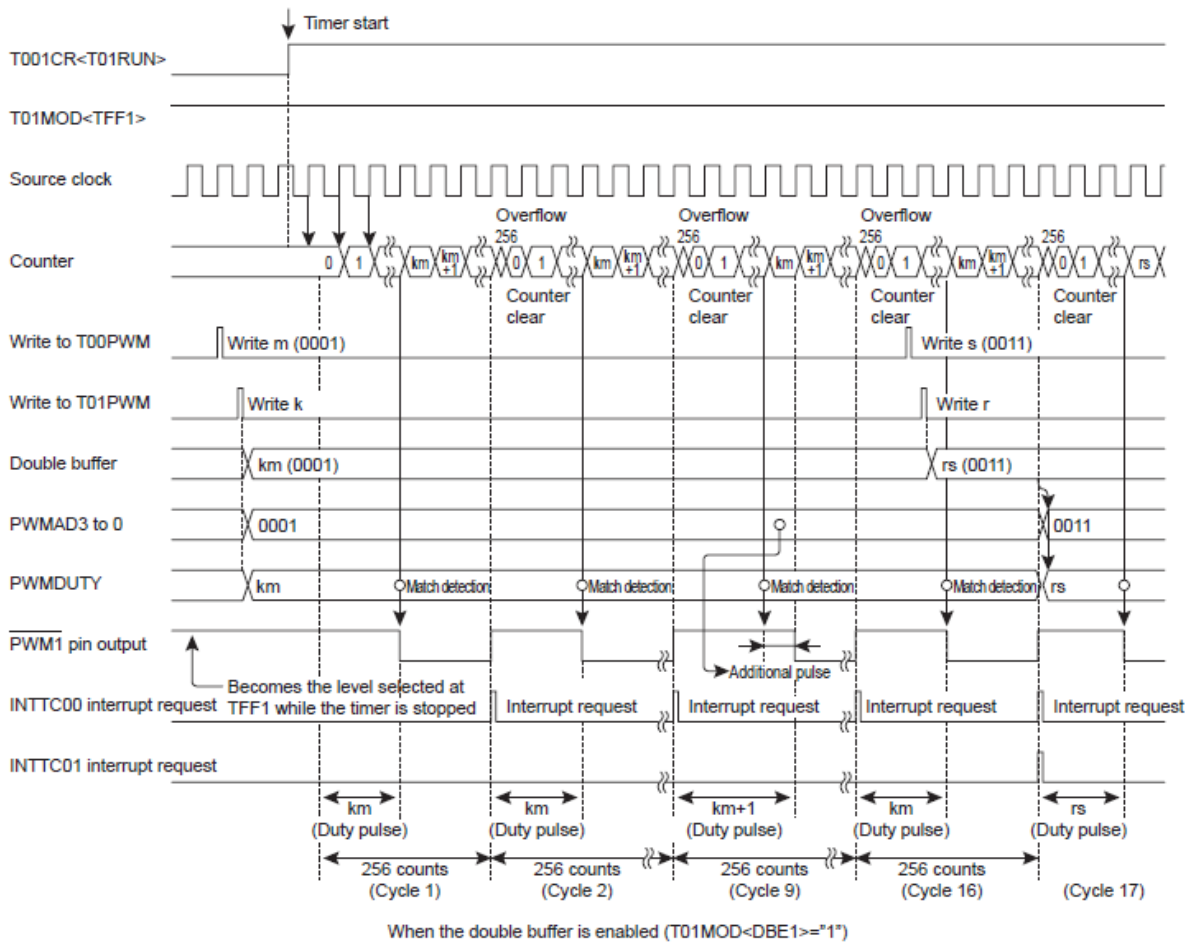 Timer start
T001CR<T01RUN>
T01MOD<TFF1>
Source clock
Overflow Overflow Overflow
256 256 256 256
Counter 0 1 km km+1 0 1 km km+1 0 1 km km+1 0 1 km km+1 0 1 rs
Counter clear Counter clear Counter clear Counter clear
Write to T00PWM Write m (0001) Write s (0011)
Write to T01PWM Write k Write r
Double buffer km (0001) rs (0011)
PWMAD3 to 0 0001 0011
PWMDUTY km Match detection Match detection Match detection Match detection rs
PWM1 pin output
Additional pulse
Becomes the level selected at
TFF1 while the timer is stopped
INTTC00 interrupt request Interrupt request Interrupt request Interrupt request Interrupt request
INTTC01 interrupt request
km km km+1 km rs
(Duty pulse) (Duty pulse) (Duty pulse) (Duty pulse) (Duty pulse)
256 counts 256 counts 256 counts 256 counts
(Cycle 1) (Cycle 2) (Cycle 9) (Cycle 16) (Cycle 17)
When the double buffer is enabled (T01MOD<DBE1>="1")